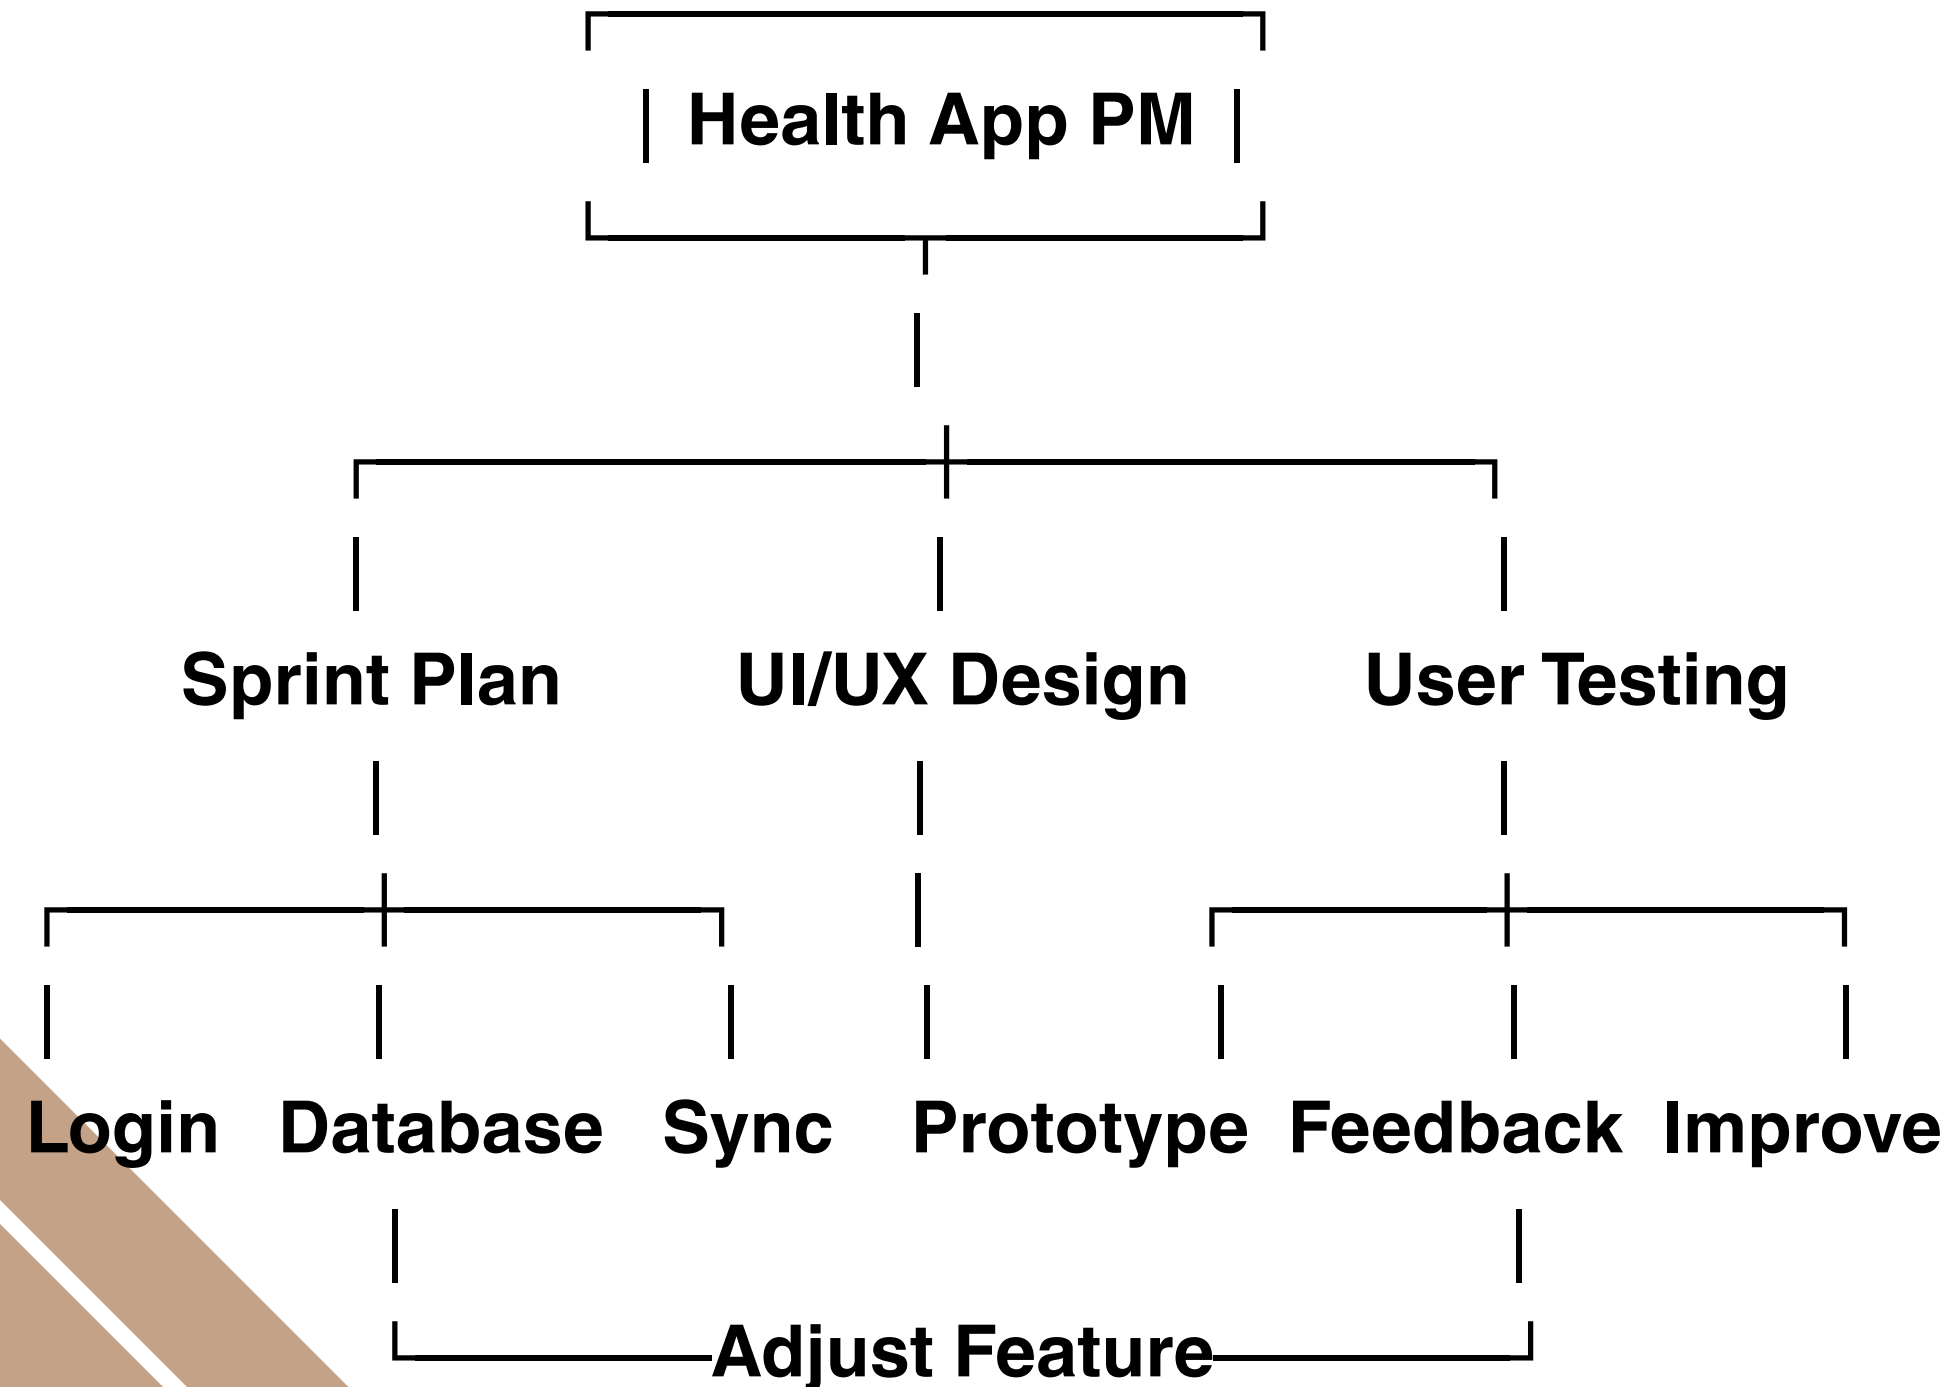 Health App PM
Sprint Plan UI/UX Design User Testing
Login Database Sync Prototype Feedback Improve
Adjust Feature